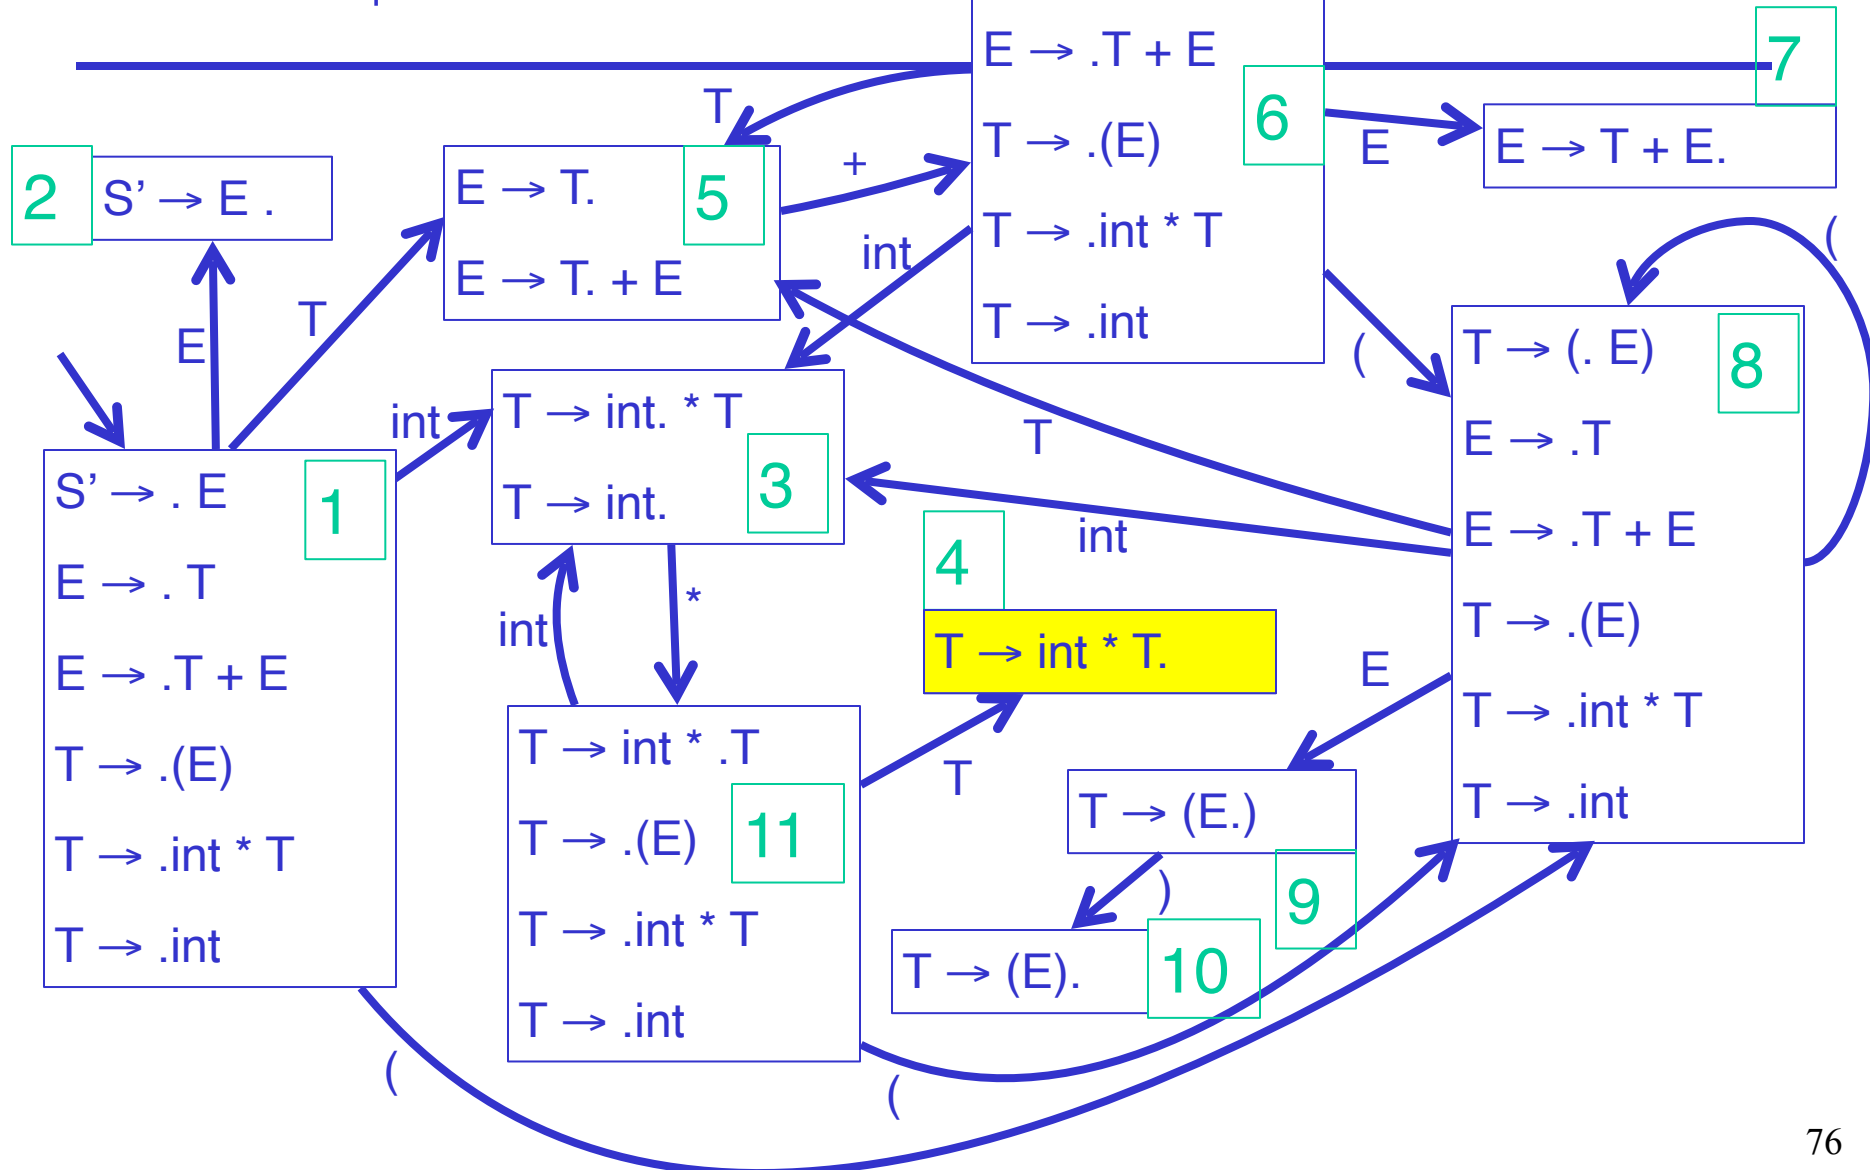 E → .T + E
T → .(E)
T → .int * T
T → .int
6
7
E → T + E.
2
S’ → E .
E → T.
E → T. + E
5
T
+
E
int
(
(
E
T
int
T → int. * T
T → int.
3
T
int
T → (. E)
E → .T
E → .T + E
T → .(E)
T → .int * T
T → .int
8
S’ → . E
E → . T
E → .T + E
T → .(E)
T → .int * T
T → .int
1
int
*
4
T → int * T.
T → int * .T
T → .(E)
T → .int * T
T → .int
11
T
E
T → (E.)
9
)
T → (E).
10
(
(
76